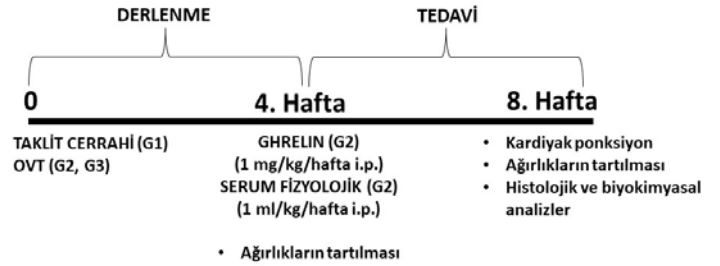 DERLENME
TEDAVİ
0
4. Hafta
8. Hafta
TAKLİT CERRAHİ (G1)
OVT (G2, G3)
GHRELIN (G2)
(1 mg/kg/hafta i.p.)
SERUM FİZYOLOJİK (G2)
(1 ml/kg/hafta i.p.)
• Ağırlıkların tartılması
• Kardiyak ponksiyon
• Ağırlıkların tartılması
• Histolojik ve biyokimyasal
analizler